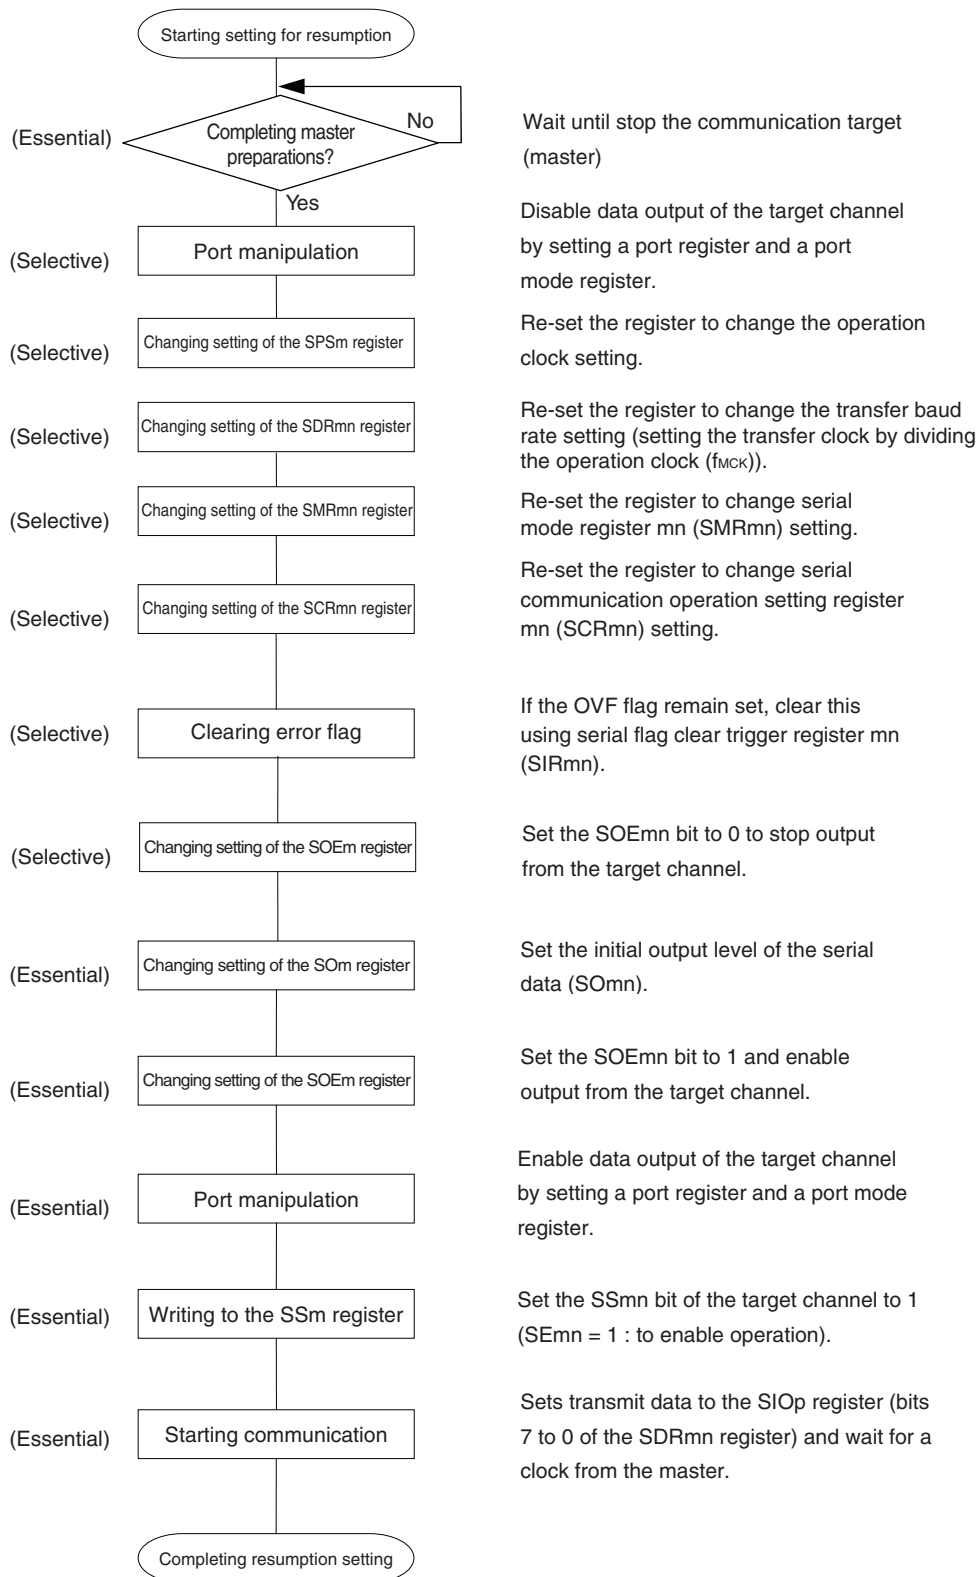 Starting setting for resumption
(Essential)
Completing master
preparations?
No
Wait until stop the communication target
(master)
Yes
(Selective)
Port manipulation
Disable data output of the target channel
by setting a port register and a port
mode register.
(Selective)
Changing setting of the SPSm register
Re-set the register to change the operation
clock setting.
(Selective)
Changing setting of the SDRmn register
Re-set the register to change the transfer baud
rate setting (setting the transfer clock by dividing
the operation clock (fMCK)).
(Selective)
Changing setting of the SMRmn register
Re-set the register to change serial
mode register mn (SMRmn) setting.
(Selective)
Changing setting of the SCRmn register
Re-set the register to change serial
communication operation setting register
mn (SCRmn) setting.
(Selective)
Clearing error flag
If the OVF flag remain set, clear this
using serial flag clear trigger register mn
(SIRmn).
(Selective)
Changing setting of the SOEm register
Set the SOEmn bit to 0 to stop output
from the target channel.
(Essential)
Changing setting of the SOm register
Set the initial output level of the serial
data (SOmn).
(Essential)
Changing setting of the SOEm register
Set the SOEmn bit to 1 and enable
output from the target channel.
(Essential)
Port manipulation
Enable data output of the target channel
by setting a port register and a port mode
register.
(Essential)
Writing to the SSm register
Set the SSmn bit of the target channel to 1
(SEmn = 1 : to enable operation).
(Essential)
Starting communication
Sets transmit data to the SIOp register (bits
7 to 0 of the SDRmn register) and wait for a
clock from the master.
Completing resumption setting